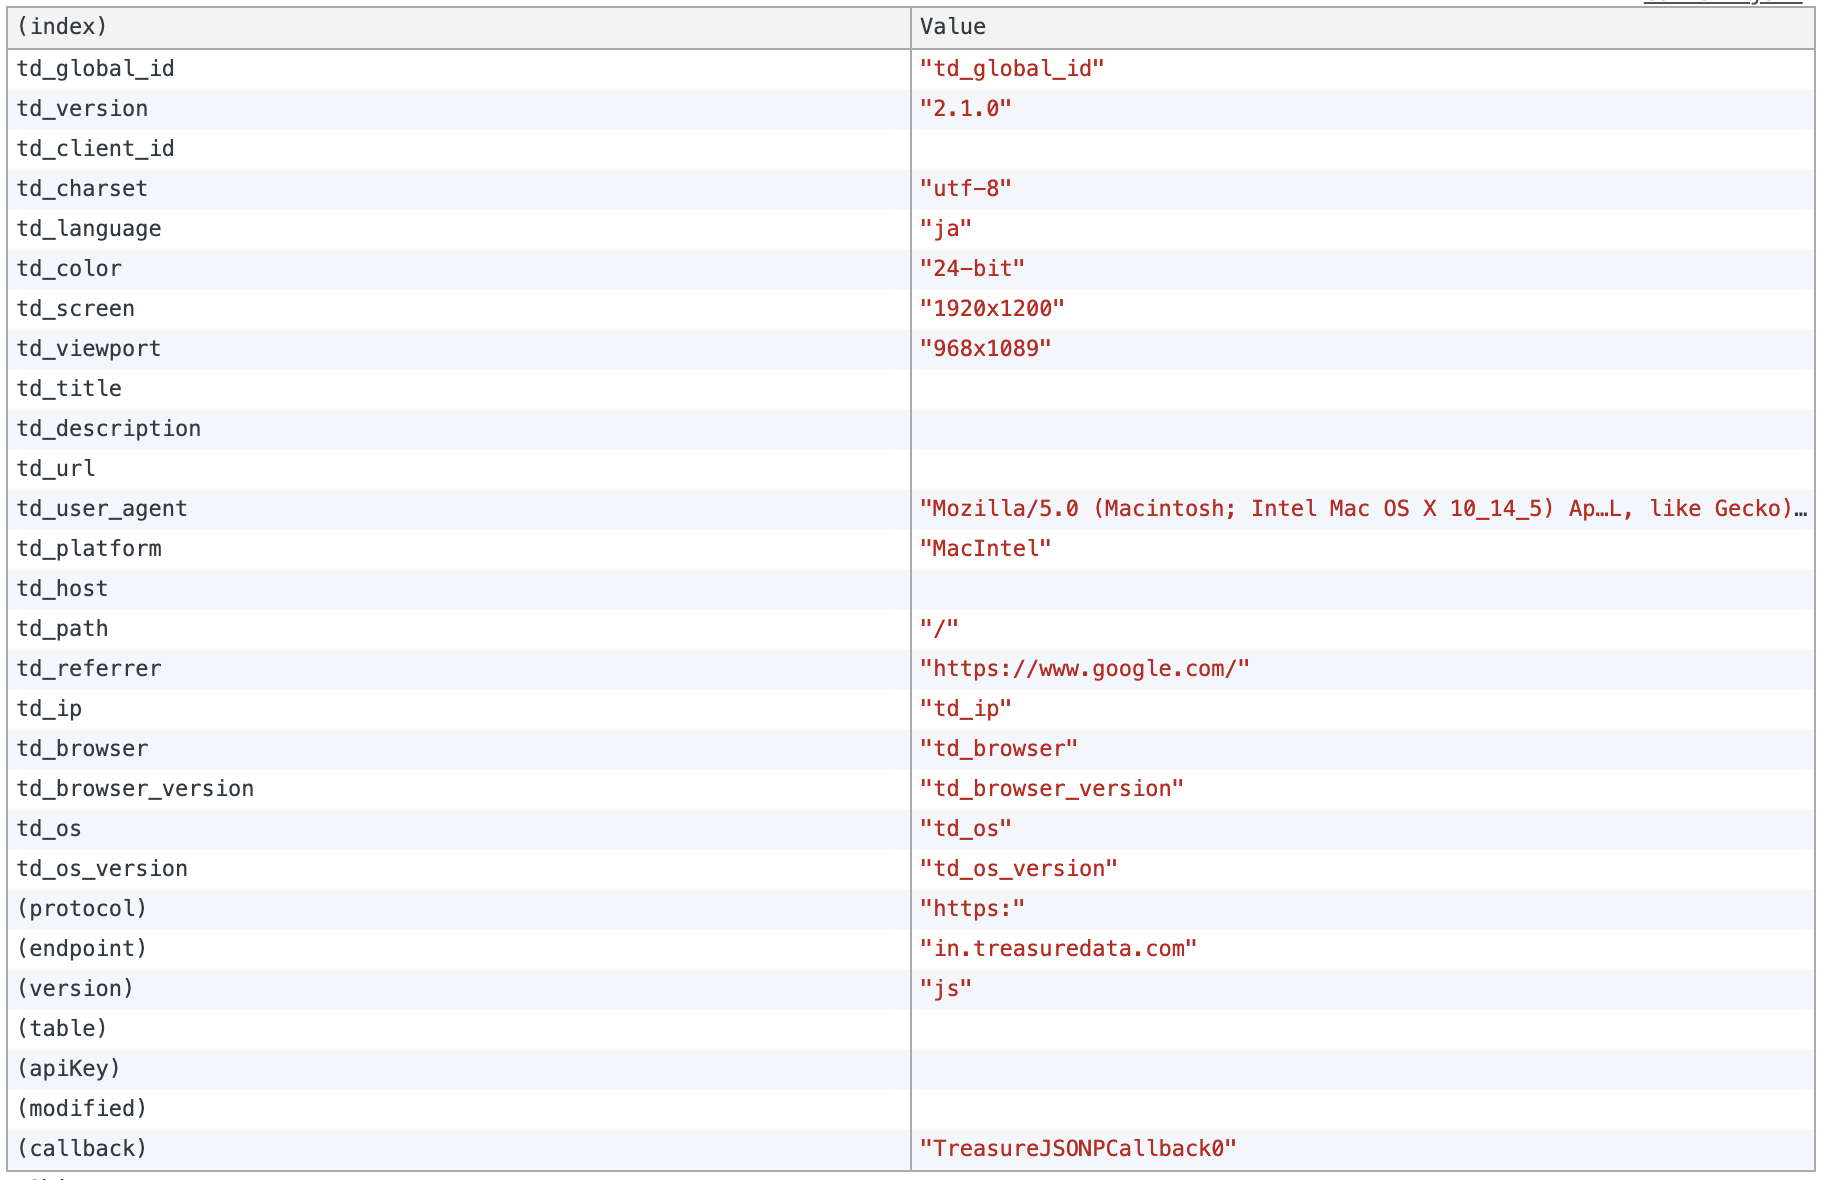 (index) Value
td_global_id "td_global_id"
td_version "2.1.0"
td_client_id
td_charset "utf-8"
td_language "ja"
td_color "24-bit"
td_screen "1920x1200"
td_viewport "968x1089"
td_title
td_description
td_url
td_user_agent "Mozilla/5.0 (Macintosh; Intel Mac OS X 10_14_5) Ap…L, like Gecko)…
td_platform "MacIntel"
td_host
td_path "/"
td_referrer "https://www.google.com/"
td_ip "td_ip"
td_browser "td_browser"
td_browser_version "td_browser_version"
td_os "td_os"
td_os_version "td_os_version"
(protocol) "https:"
(endpoint) "in.treasuredata.com"
(version) "js"
(table)
(apiKey)
(modified)
(callback) "TreasureJSONPCallback0"